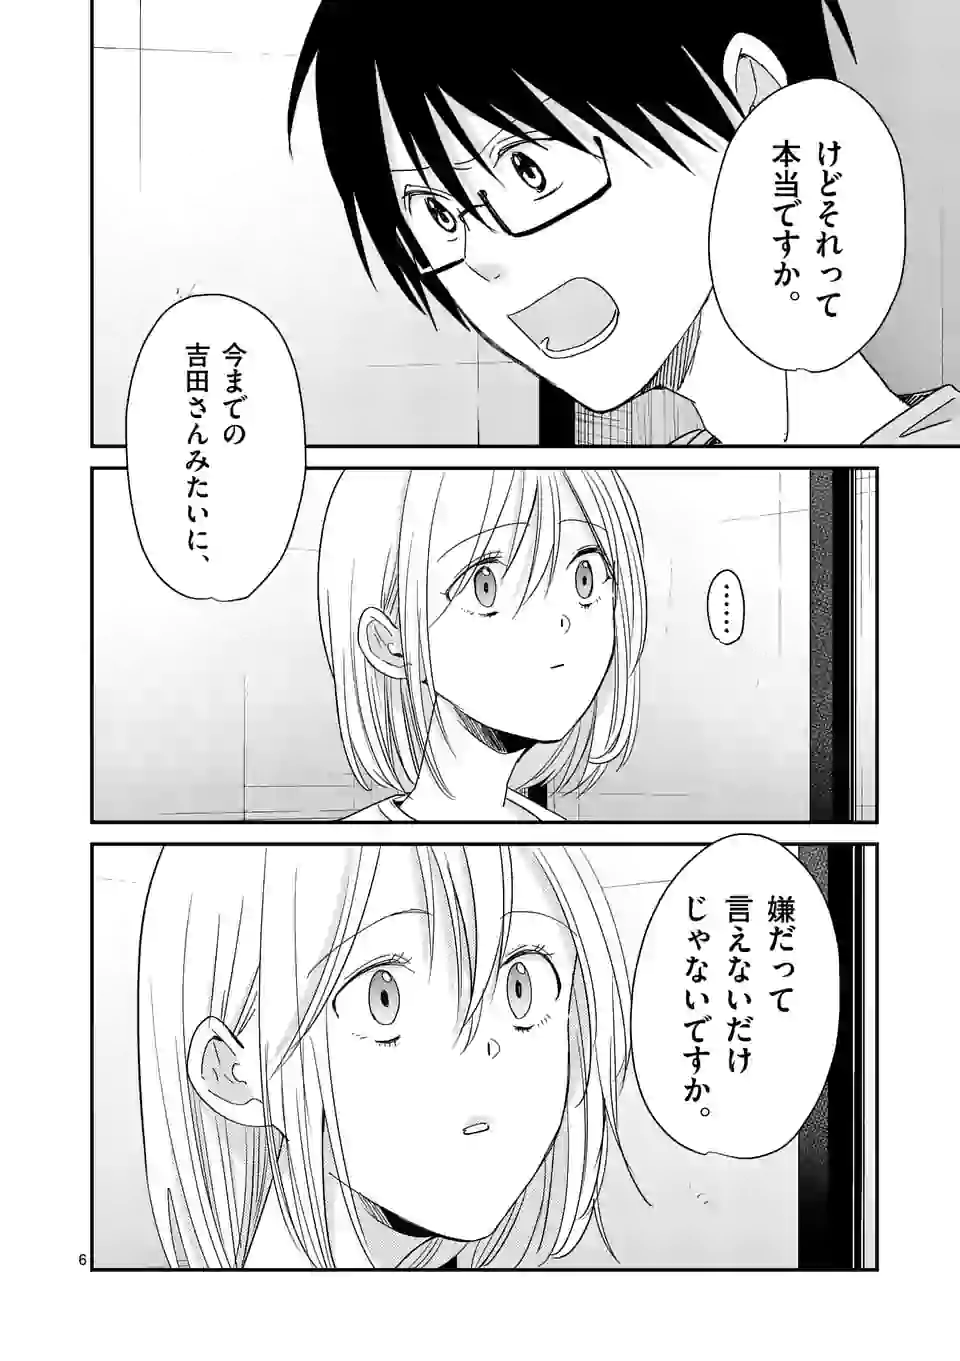 けどそれって
本当ですか。
今までの
吉田さんみたいに、
……
嫌だって
言えないだけ
じゃないですか。
6